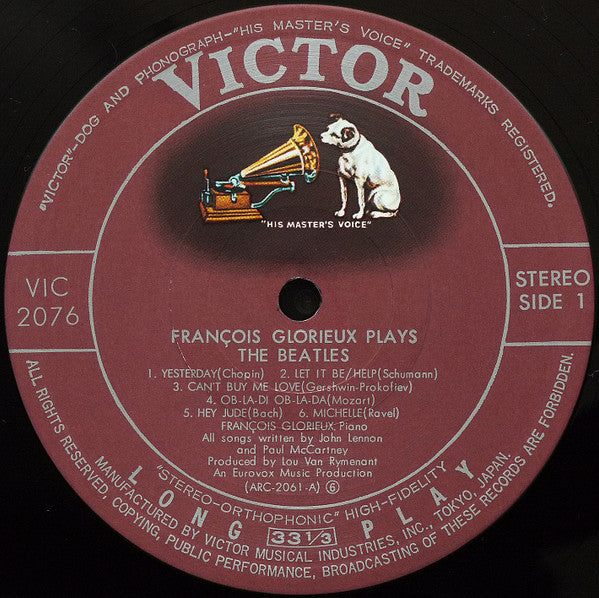 "VICTOR"–DOG AND PHONOGRAPH–"HIS MASTER'S VOICE" TRADEMARKS REGISTERED.
VICTOR
"HIS MASTER'S VOICE"
VIC
2076
STEREO
SIDE 1
FRANÇOIS GLORIEUX PLAYS
THE BEATLES
1. YESTERDAY(Chopin) 2. LET IT BE/HELP(Schumann)
3. CAN'T BUY ME LOVE(Gershwin-Prokofiev)
4. OB-LA-DI OB-LA-DA(Mozart)
5. HEY JUDE(Bach) 6. MICHELLE(Ravel)
FRANÇOIS GLORIEUX, Piano
All songs written by John Lennon
and Paul McCartney
Produced by Lou Van Rymenant
An Eurovox Music Production
(ARC-2061-A) ⑥
"STEREO-ORTHOPHONIC" HIGH-FIDELITY
LONG 33 1/3 PLAY
MANUFACTURED BY VICTOR MUSICAL INDUSTRIES, INC., TOKYO, JAPAN.
ALL RIGHTS RESERVED, COPYING, PUBLIC PERFORMANCE, BROADCASTING OF THESE RECORDS ARE FORBIDDEN.